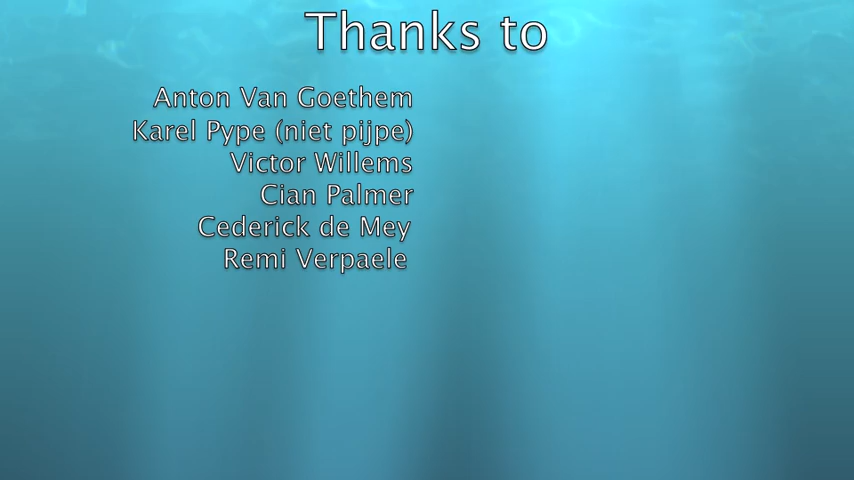 Thanks to
Anton Van Goethem
Karel Pype (niet pijpe)
Victor Willems
Cian Palmer
Cederick de Mey
Remi Verpaele